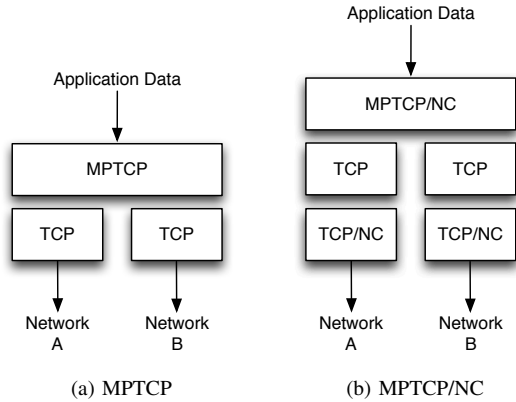 Application Data
MPTCP
TCP
TCP
Network
A
Network
B
(a) MPTCP
Application Data
MPTCP/NC
TCP
TCP
TCP/NC
TCP/NC
Network
A
Network
B
(b) MPTCP/NC